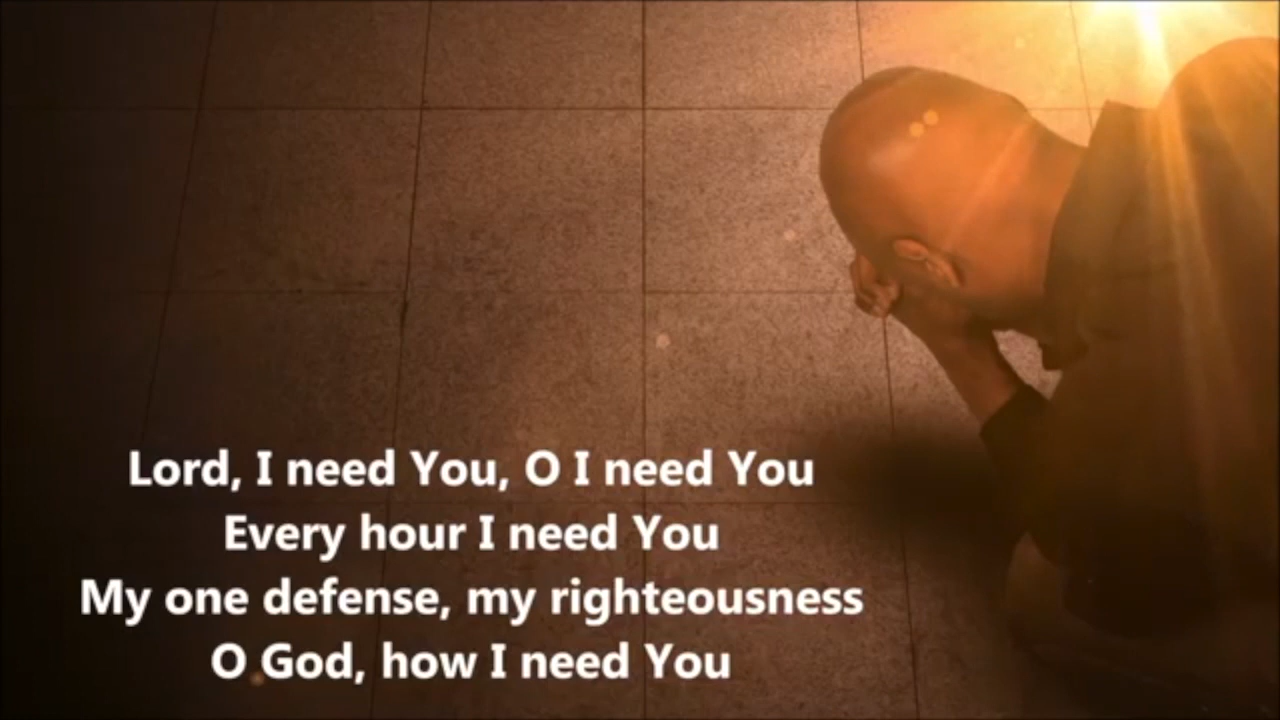 Lord, I need You, O I need You
Every hour I need You
My one defense, my righteousness
O God, how I need You